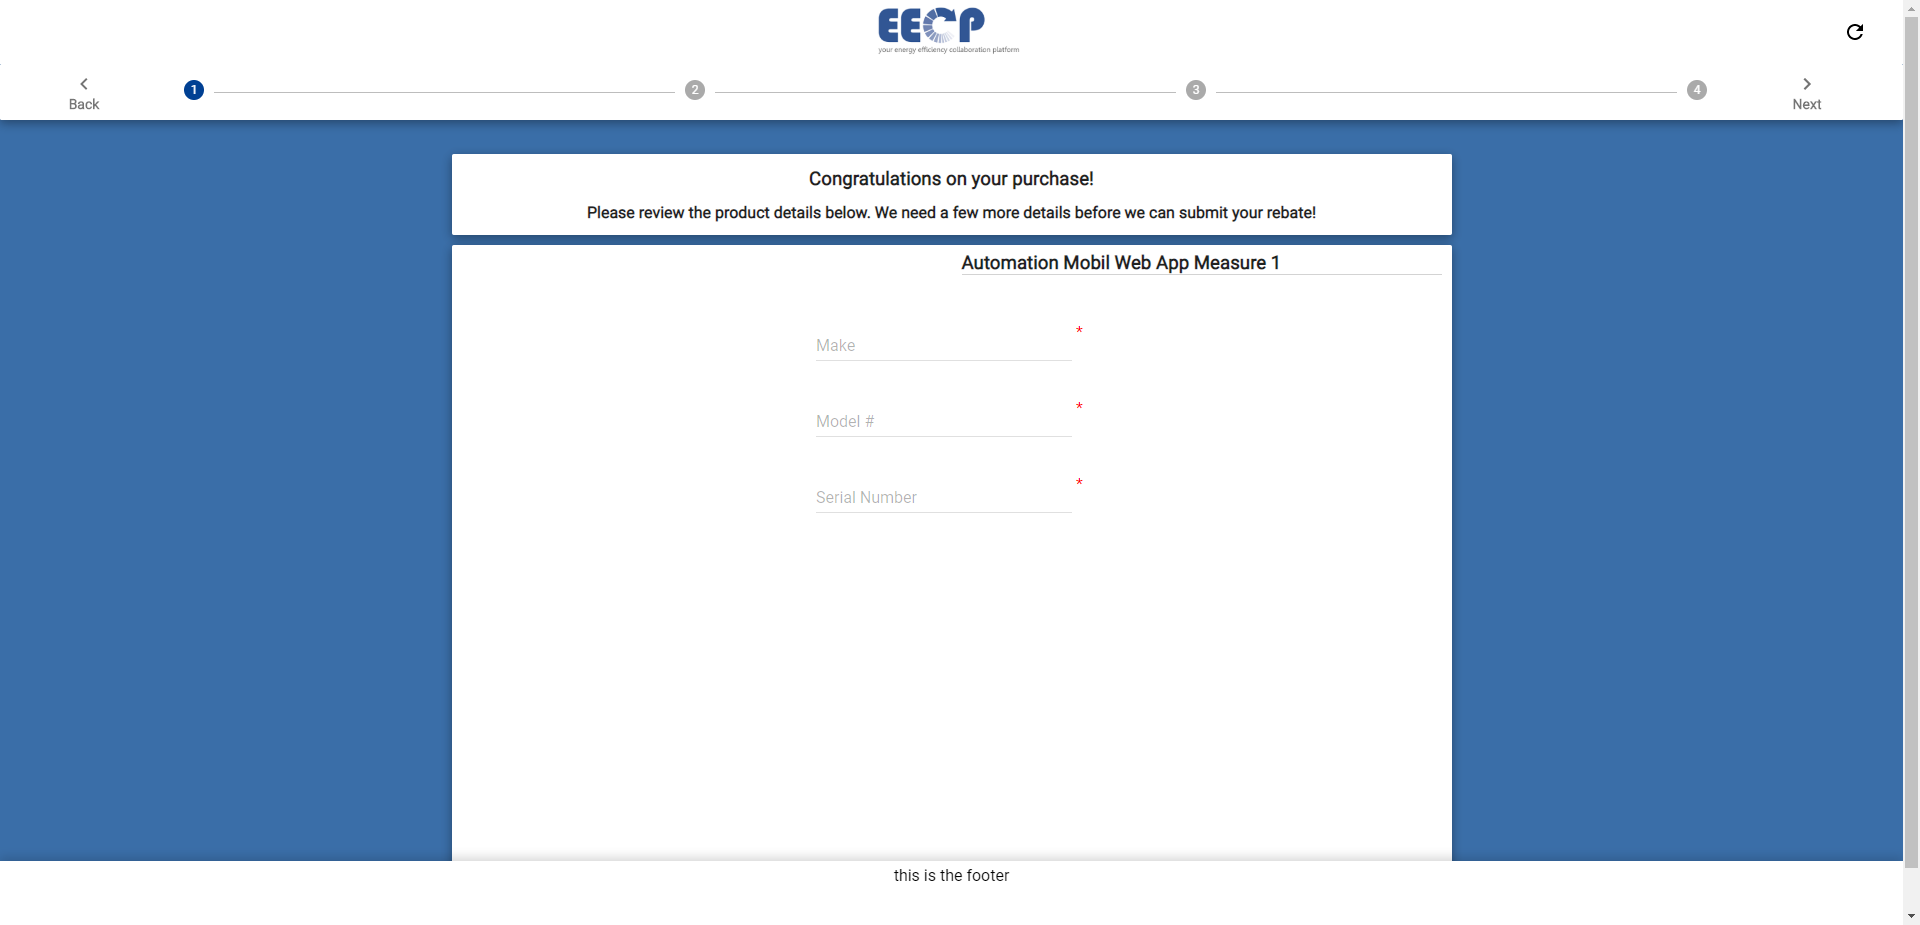 EECP
your energy efficiency collaboration platform
Back
1
2
3
4
Next
Congratulations on your purchase!
Please review the product details below. We need a few more details before we can submit your rebate!
Automation Mobil Web App Measure 1
Make *
Model # *
Serial Number *
this is the footer